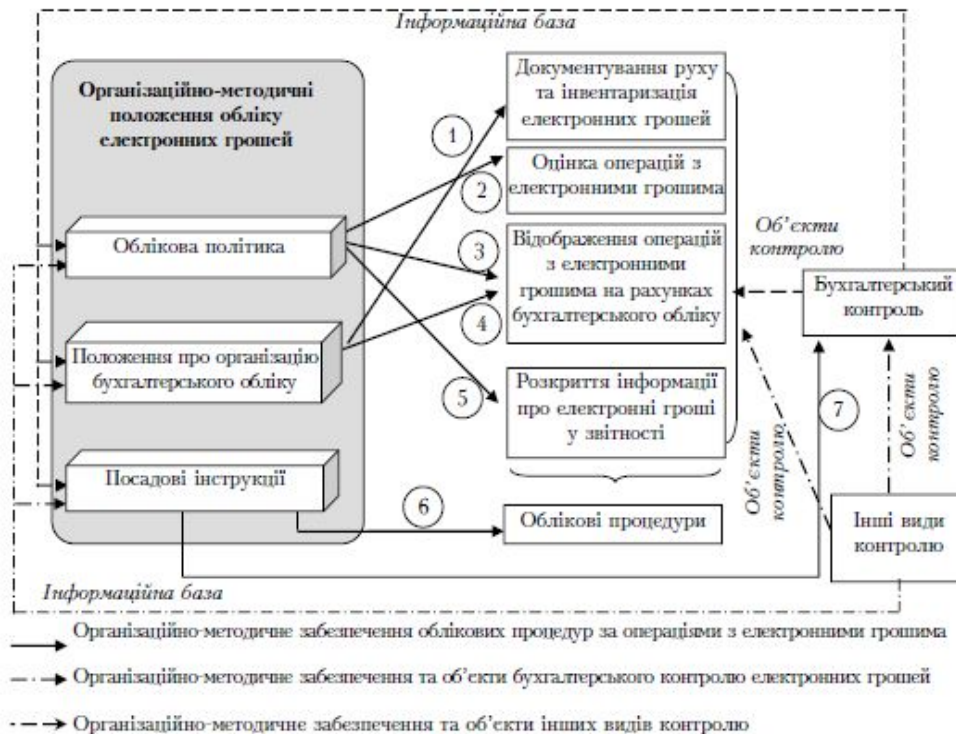 Інформаційна база
Організаційно-методичні
положення обліку
електронних грошей
Облікова політика
Положення про організацію
бухгалтерського обліку
Посадові інструкції
1
2
3
4
5
6
7
Документування руху
та інвентаризація
електронних грошей
Оцінка операцій з
електронними грошима
Відображення операцій
з електронними
грошима на рахунках
бухгалтерського обліку
Розкриття інформації
про електронні гроші
у звітності
Облікові процедури
Об’єкти
контролю
Бухгалтерський
контроль
Об’єкти
контролю
Об’єкти
контролю
Інші види
контролю
Інформаційна база
Організаційно-методичне забезпечення облікових процедур за операціями з електронними грошима
Організаційно-методичне забезпечення та об’єкти бухгалтерського контролю електронних грошей
Організаційно-методичне забезпечення та об’єкти інших видів контролю